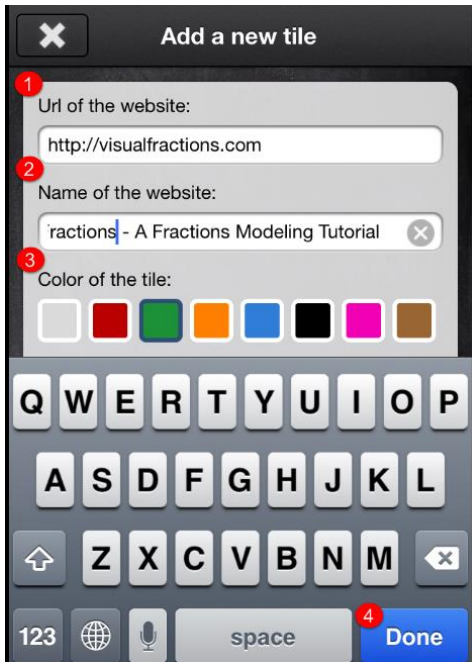 Add a new tile
1
Url of the website:
http://visualfractions.com
2
Name of the website:
ractions - A Fractions Modeling Tutorial
3
Color of the tile:
Q W E R T Y U I O P
A S D F G H J K L
Z X C V B N M
123 space Done
4